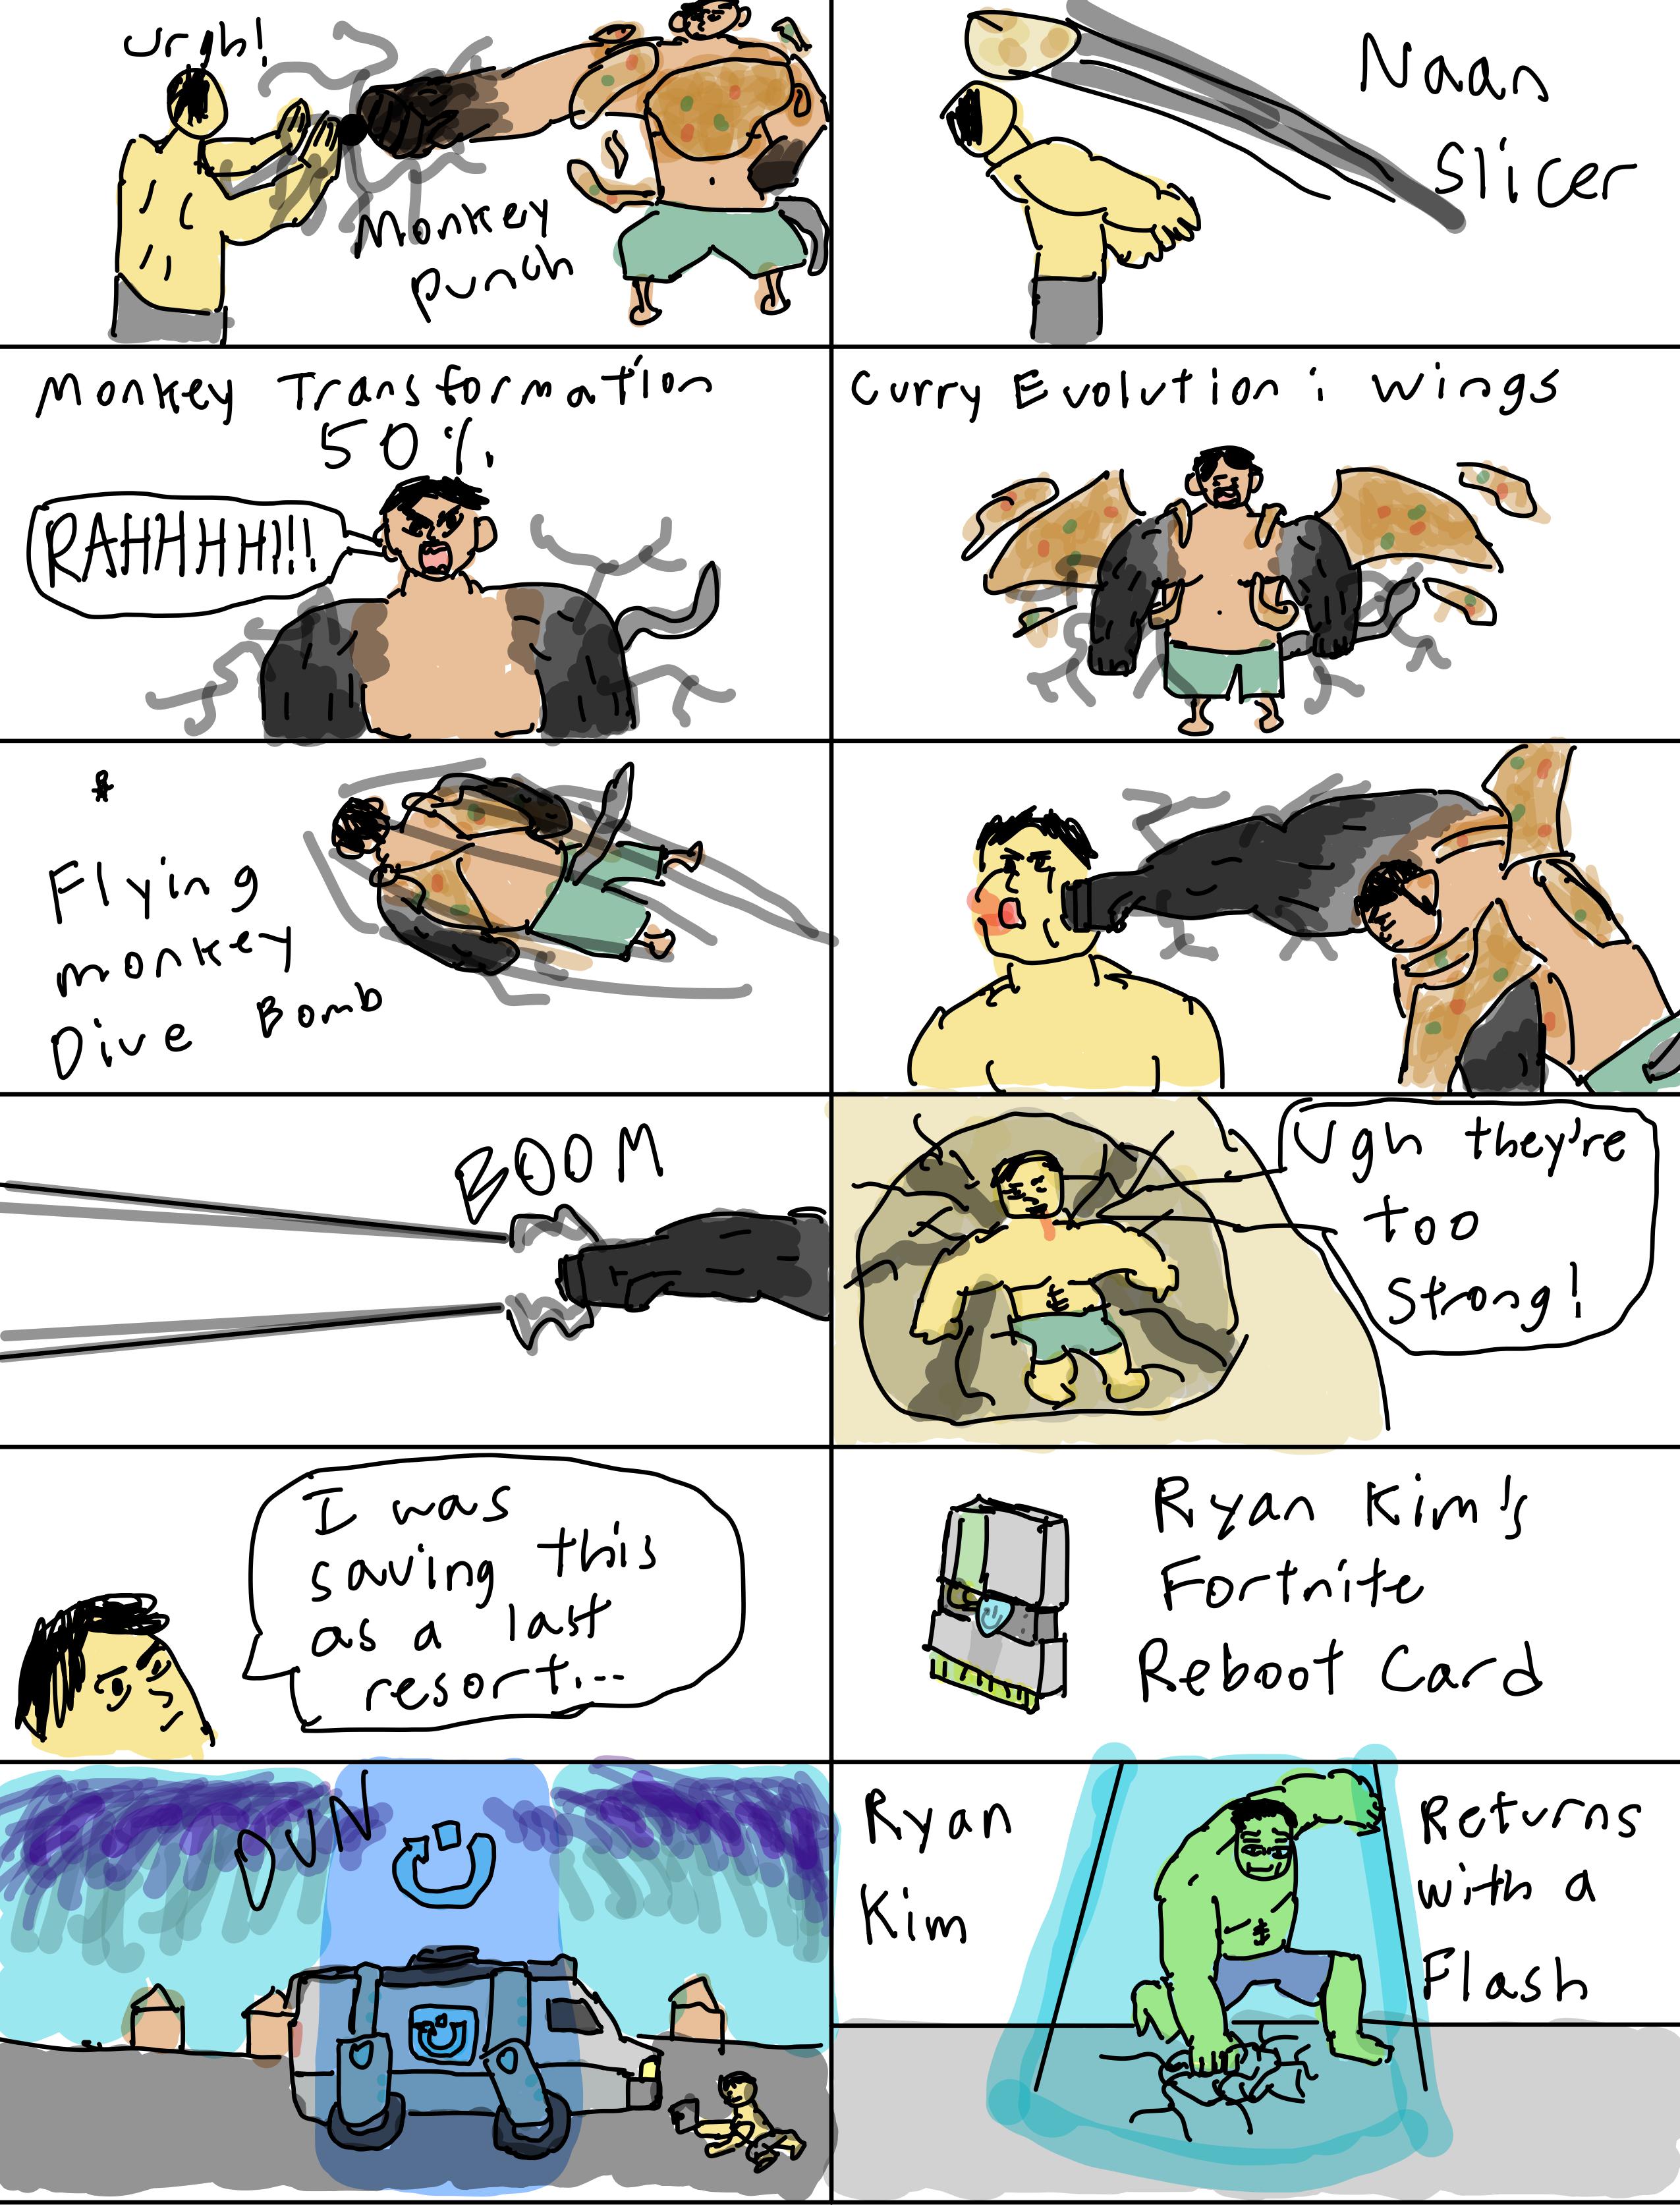 Urgh!
Monkey
Punch
Naan
Slicer
Monkey Transformation
50%
RAHHHHH!!!
Curry Evolution: Wings
*
Flying
monkey
Dive Bomb
BOOM
Ugh they're
too
strong!
I was
saving this
as a last
resort...
Ryan Kim's
Fortnite
Reboot Card
DUN
Ryan
Kim
Returns
with a
Flash